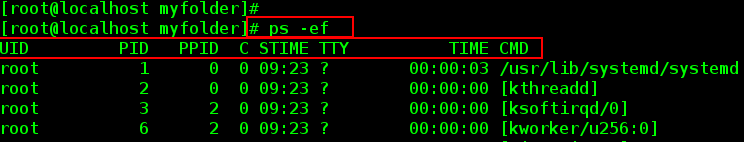 [root@localhost myfolder]#
[root@localhost myfolder]# ps -ef
UID        PID  PPID  C STIME TTY          TIME CMD
root         1     0  0 09:23 ?        00:00:03 /usr/lib/systemd/systemd
root         2     0  0 09:23 ?        00:00:00 [kthreadd]
root         3     2  0 09:23 ?        00:00:00 [ksoftirqd/0]
root         6     2  0 09:23 ?        00:00:00 [kworker/u256:0]